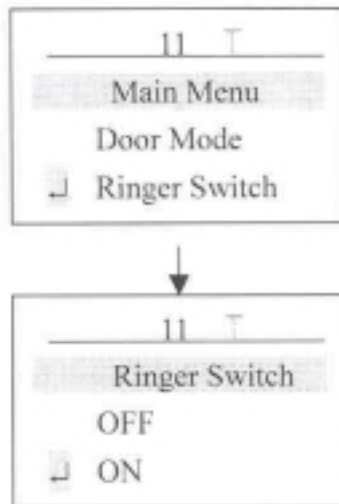 11
Main Menu
Door Mode
Ringer Switch
11
Ringer Switch
OFF
ON